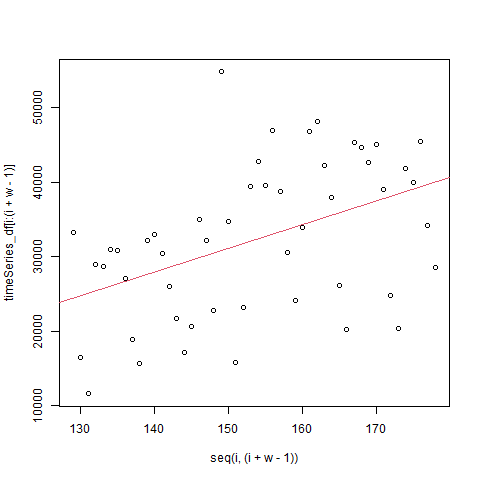 timeSeries_df[i:(i + w - 1)]
50000
40000
30000
20000
10000
130 140 150 160 170
seq(i, (i + w - 1))